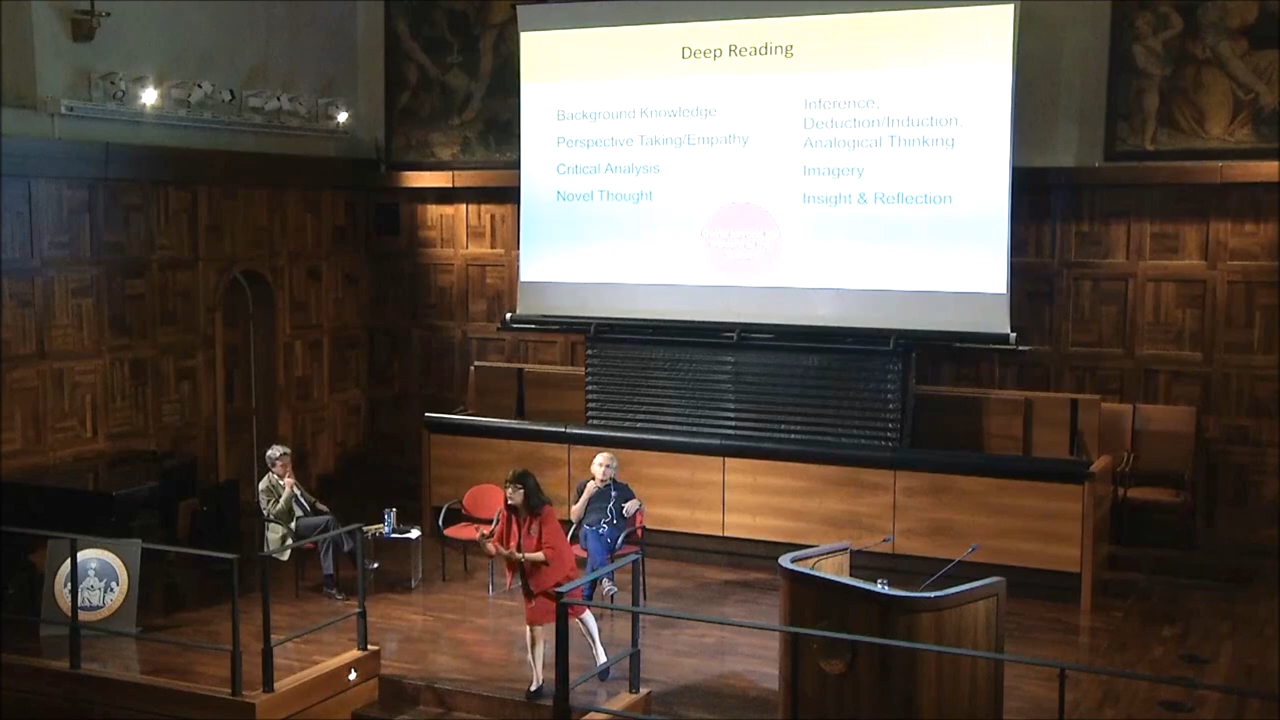 Deep Reading
Background Knowledge
Perspective Taking/Empathy
Critical Analysis
Novel Thought
Inference,
Deduction/Induction,
Analogical Thinking
Imagery
Insight & Reflection